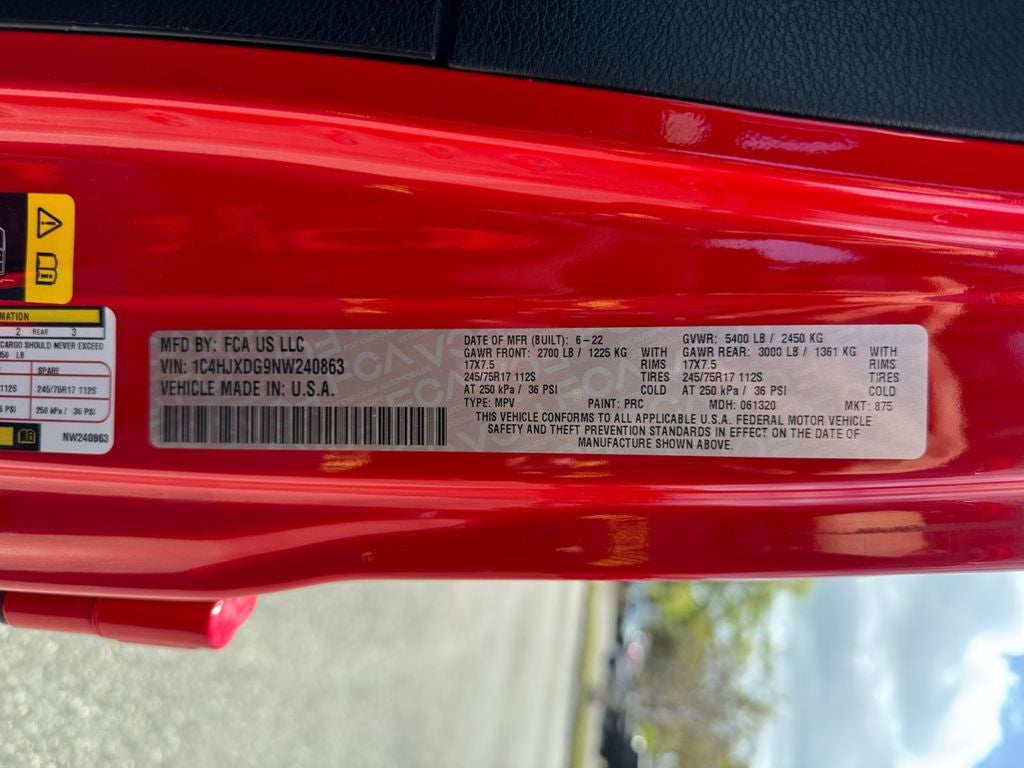 MATION
2 REAR 3
CARGO SHOULD NEVER EXCEED
LB
SPARE
112S
245/75R17 112S
PSI
250 kPa / 36 PSI
NW240863
MFD BY: FCA US LLC
VIN: 1C4HJXDG9NW240863
VEHICLE MADE IN: U.S.A.
DATE OF MFR (BUILT): 6-22 GVWR: 5400 LB / 2450 KG
GAWR FRONT: 2700 LB / 1225 KG WITH GAWR REAR: 3000 LB / 1361 KG WITH
17X7.5 RIMS 17X7.5 RIMS
245/75R17 112S TIRES 245/75R17 112S TIRES
AT 250 kPa / 36 PSI COLD AT 250 kPa / 36 PSI COLD
TYPE: MPV PAINT: PRC MDH: 061320 MKT: 875
THIS VEHICLE CONFORMS TO ALL APPLICABLE U.S.A. FEDERAL MOTOR VEHICLE
SAFETY AND THEFT PREVENTION STANDARDS IN EFFECT ON THE DATE OF
MANUFACTURE SHOWN ABOVE.